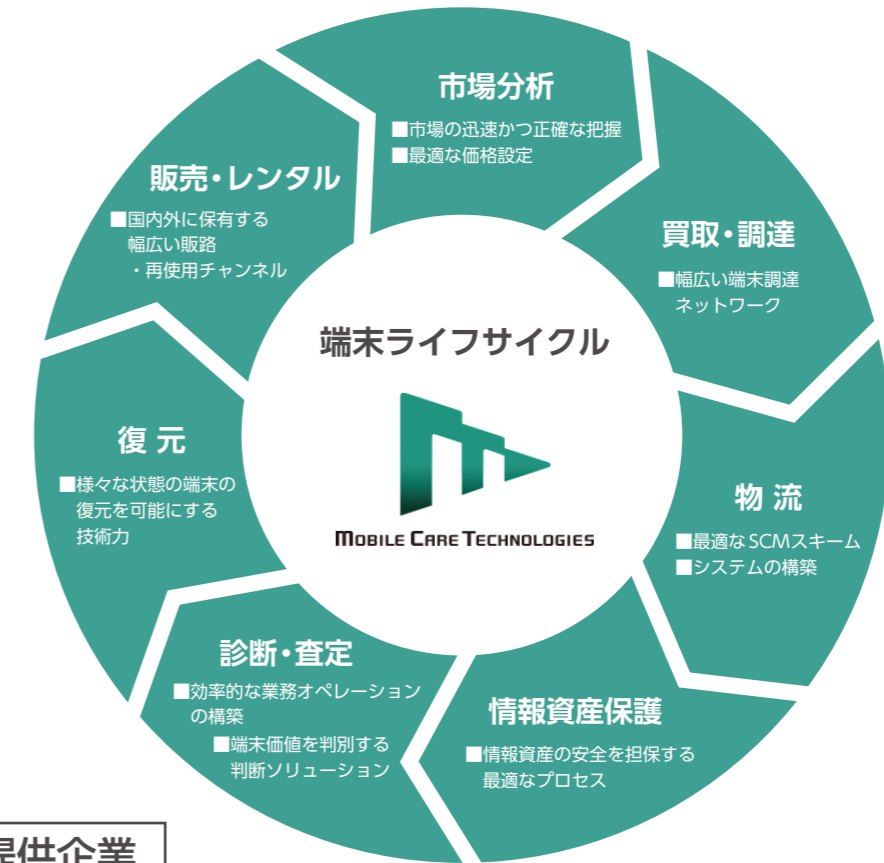 市場分析
■市場の迅速かつ正確な把握
■最適な価格設定
買取・調達
■幅広い端末調達
ネットワーク
物 流
■最適なSCMスキーム
■システムの構築
情報資産保護
■情報資産の安全を担保する
最適なプロセス
診断・査定
■効率的な業務オペレーション
の構築
■端末価値を判別する
判断ソリューション
復 元
■様々な状態の端末の
復元を可能にする
技術力
販売・レンタル
■国内外に保有する
幅広い販路
・再使用チャンネル
端末ライフサイクル
MOBILE CARE TECHNOLOGIES
提供企業